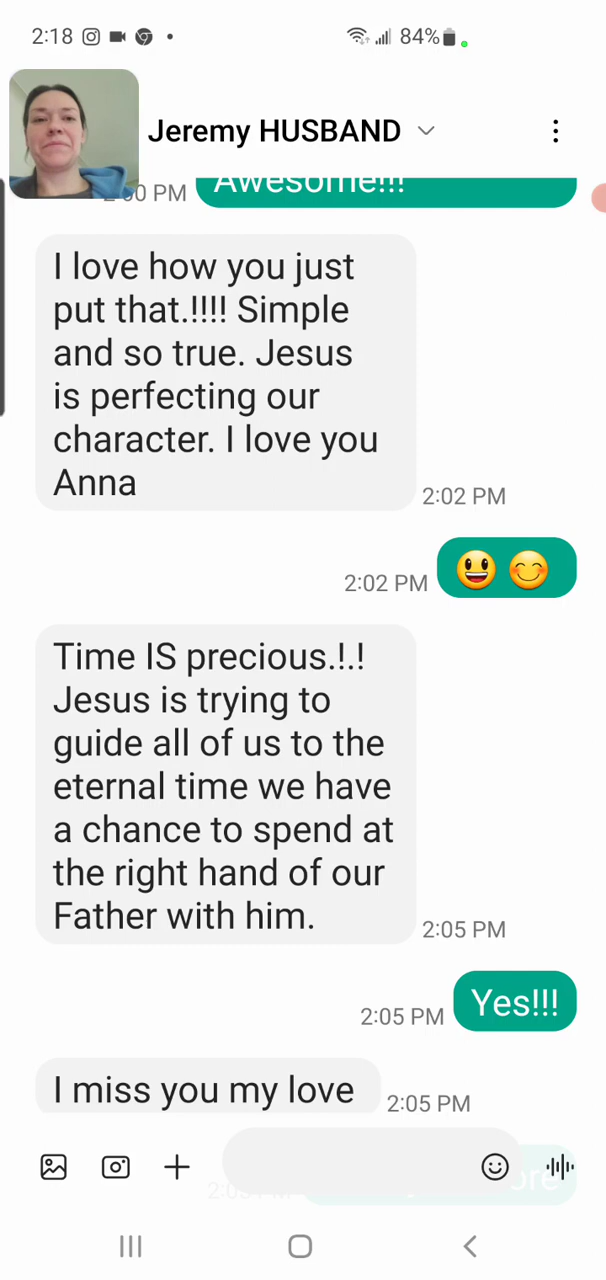 2:18
84%
Jeremy HUSBAND
PM
Awesome!!!
I love how you just
put that.!!!! Simple
and so true. Jesus
is perfecting our
character. I love you
Anna
2:02 PM
2:02 PM
Time IS precious.!.!
Jesus is trying to
guide all of us to the
eternal time we have
a chance to spend at
the right hand of our
Father with him.
2:05 PM
2:05 PM Yes!!!
I miss you my love
2:05 PM